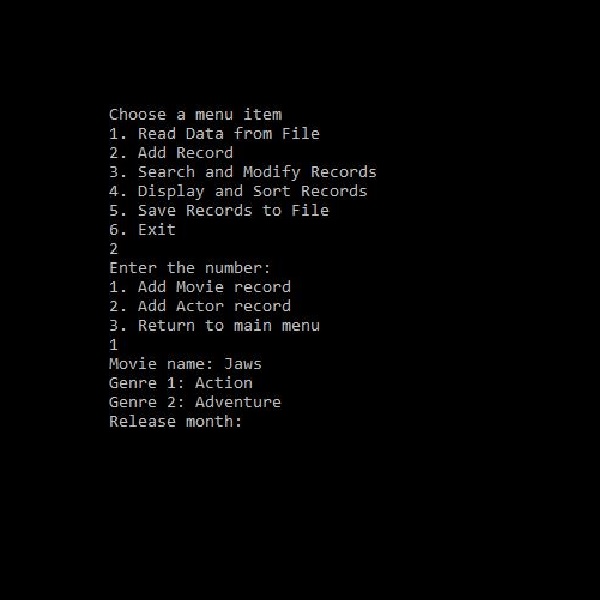 Choose a menu item
1. Read Data from File
2. Add Record
3. Search and Modify Records
4. Display and Sort Records
5. Save Records to File
6. Exit
2
Enter the number:
1. Add Movie record
2. Add Actor record
3. Return to main menu
1
Movie name: Jaws
Genre 1: Action
Genre 2: Adventure
Release month: